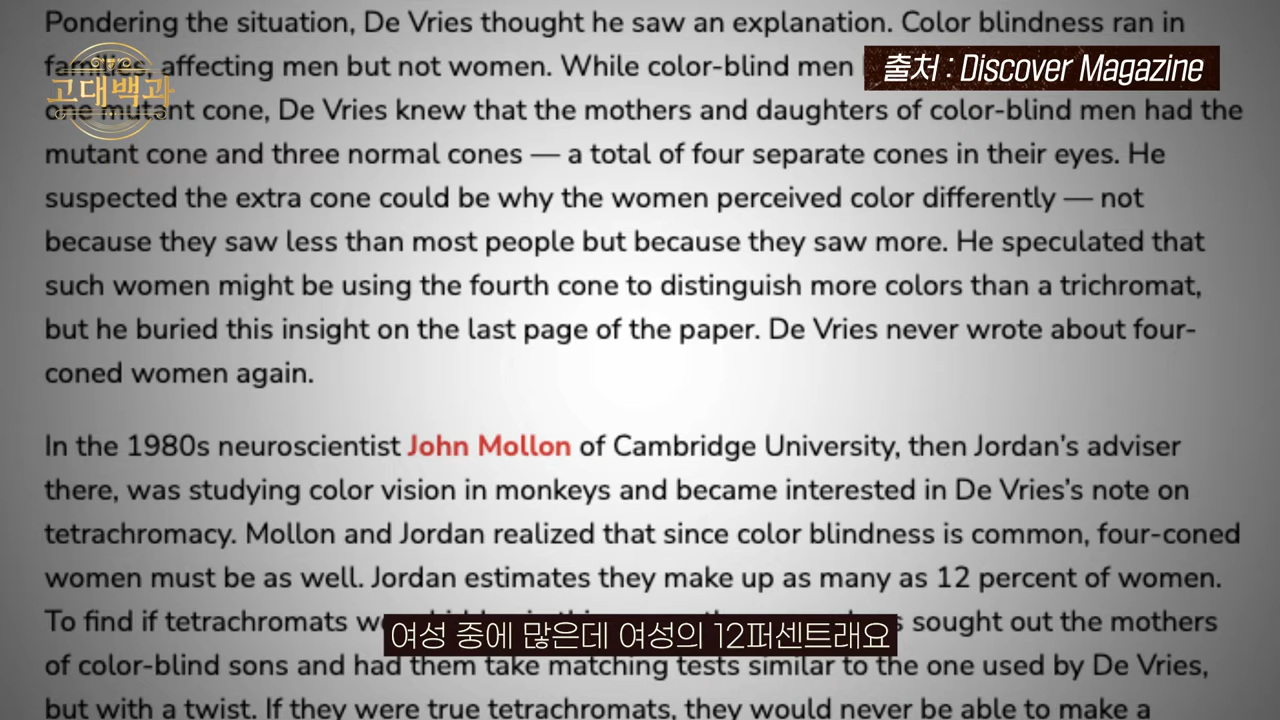 Pondering the situation, De Vries thought he saw an explanation. Color blindness ran in
families, affecting men but not women. While color-blind men
출처 : Discover Magazine
고대백과
one mutant cone, De Vries knew that the mothers and daughters of color-blind men had the
mutant cone and three normal cones — a total of four separate cones in their eyes. He
suspected the extra cone could be why the women perceived color differently — not
because they saw less than most people but because they saw more. He speculated that
such women might be using the fourth cone to distinguish more colors than a trichromat,
but he buried this insight on the last page of the paper. De Vries never wrote about four-
coned women again.
In the 1980s neuroscientist John Mollon of Cambridge University, then Jordan’s adviser
there, was studying color vision in monkeys and became interested in De Vries’s note on
tetrachromacy. Mollon and Jordan realized that since color blindness is common, four-coned
women must be as well. Jordan estimates they make up as many as 12 percent of women.
To find if tetrachromats sought out the mothers
여성 중에 많은데 여성의 12퍼센트래요
of color-blind sons and had them take matching tests similar to the one used by De Vries,
but with a twist. If they were true tetrachromats, they would never be able to make a